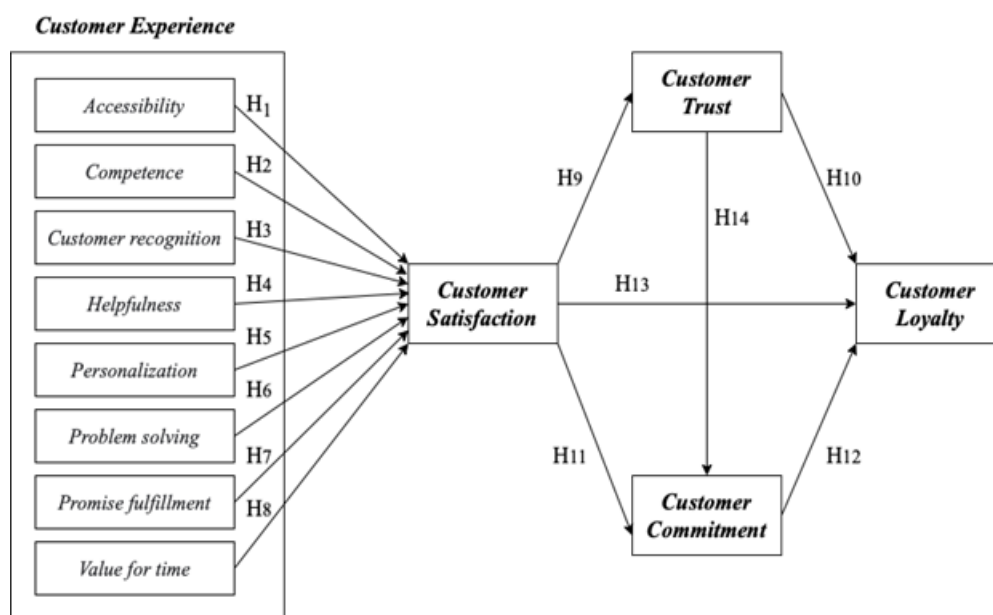 Customer Experience
Accessibility
H1
Competence
H2
Customer recognition
H3
Helpfulness
H4
Personalization
H5
Problem solving
H6
Promise fulfillment
H7
Value for time
H8
Customer
Satisfaction
H9
Customer
Trust
H10
H14
H13
Customer
Loyalty
H11
Customer
Commitment
H12